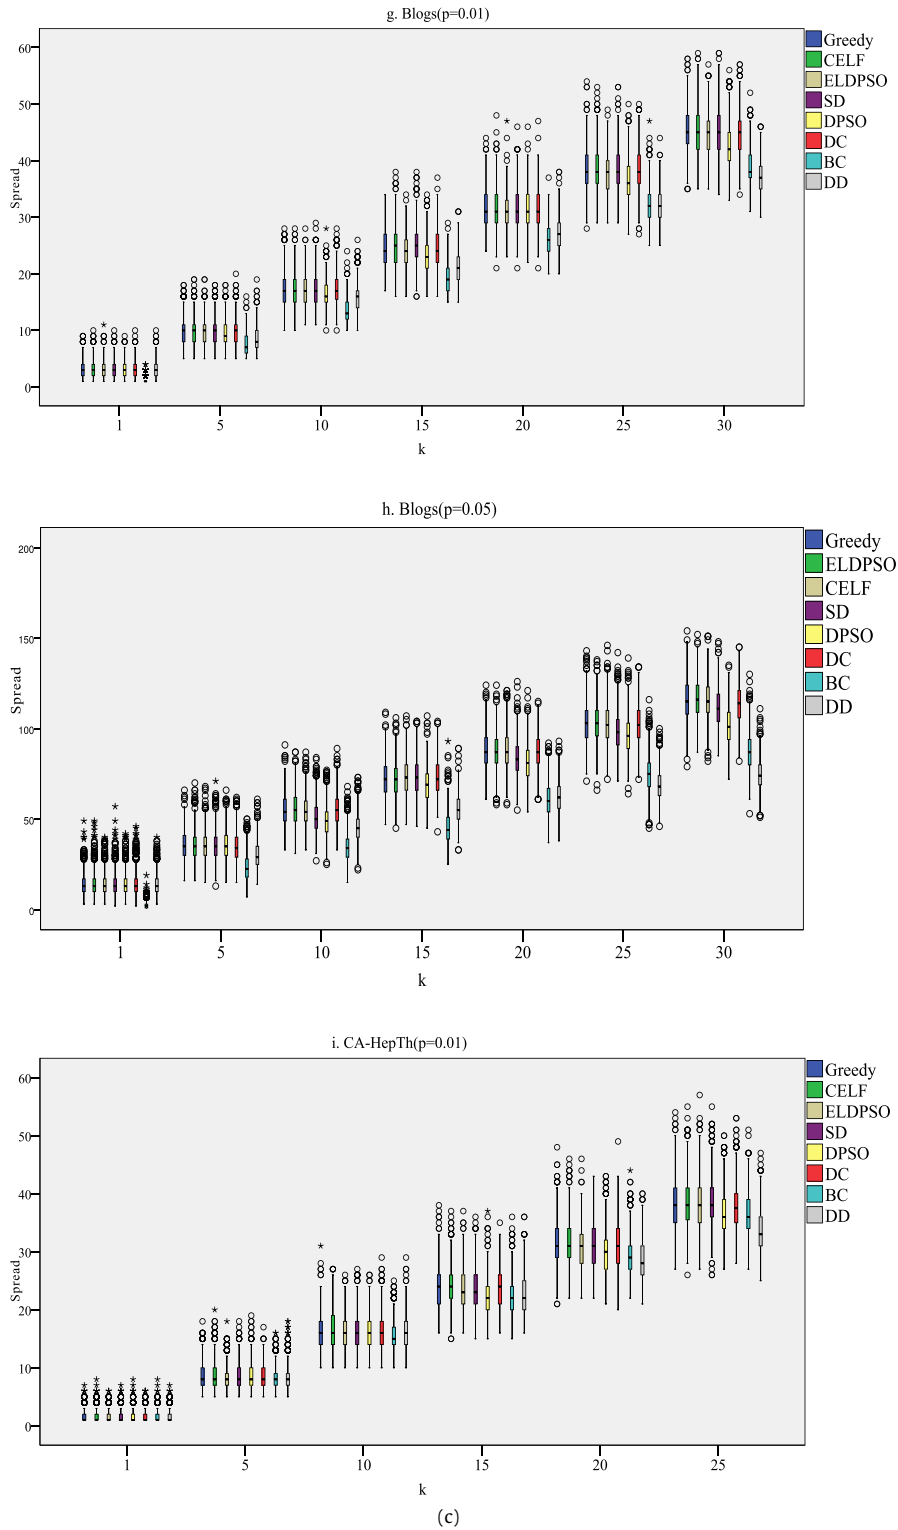 g. Blogs(p=0.01)
60
50
40
30
20
10
0
Spread
1 5 10 15 20 25 30
k
Greedy
CELF
ELDPSO
SD
DPSO
DC
BC
DD
h. Blogs(p=0.05)
200
150
100
50
0
Spread
1 5 10 15 20 25 30
k
Greedy
ELDPSO
CELF
SD
DPSO
DC
BC
DD
i. CA-HepTh(p=0.01)
60
50
40
30
20
10
0
Spread
1 5 10 15 20 25
k
Greedy
CELF
ELDPSO
SD
DPSO
DC
BC
DD
(c)